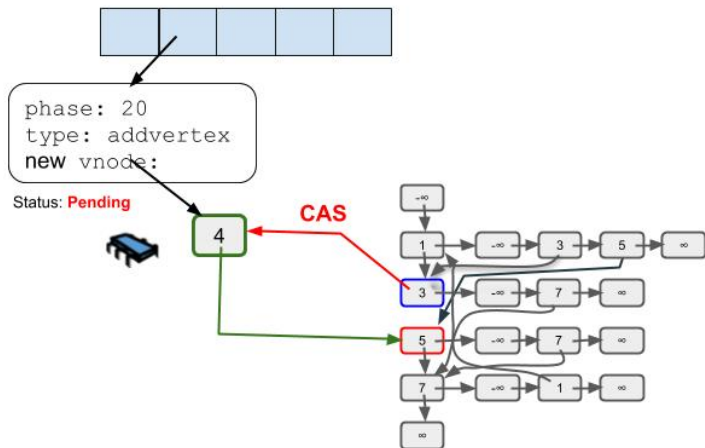 phase: 20
type: addvertex
new vnode:
Status: Pending
CAS
4
-∞
1 -∞ 3 5 ∞
3 -∞ 7 ∞
5 -∞ 7 ∞
7 -∞ 1 ∞
∞